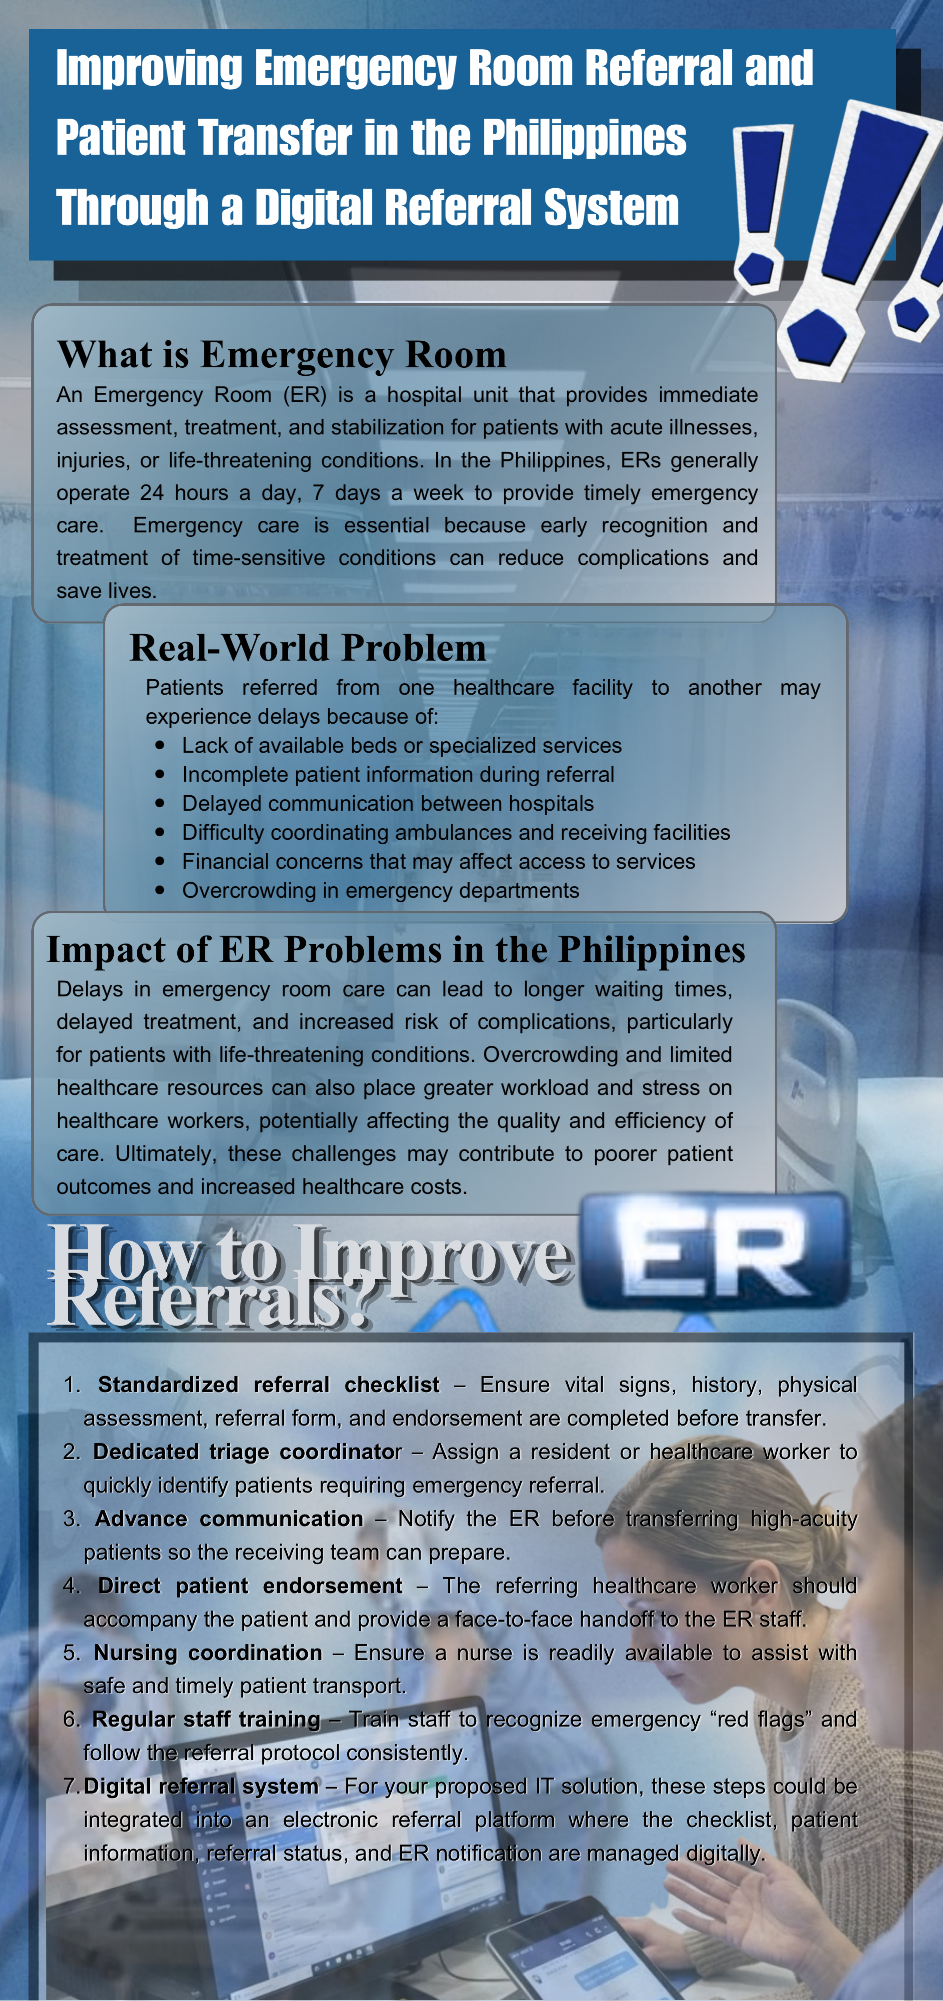 Improving Emergency Room Referral and
Patient Transfer in the Philippines
Through a Digital Referral System
What is Emergency Room
An Emergency Room (ER) is a hospital unit that provides immediate
assessment, treatment, and stabilization for patients with acute illnesses,
injuries, or life-threatening conditions. In the Philippines, ERs generally
operate 24 hours a day, 7 days a week to provide timely emergency
care. Emergency care is essential because early recognition and
treatment of time-sensitive conditions can reduce complications and
save lives.
Real-World Problem
Patients referred from one healthcare facility to another may
experience delays because of:
• Lack of available beds or specialized services
• Incomplete patient information during referral
• Delayed communication between hospitals
• Difficulty coordinating ambulances and receiving facilities
• Financial concerns that may affect access to services
• Overcrowding in emergency departments
Impact of ER Problems in the Philippines
Delays in emergency room care can lead to longer waiting times,
delayed treatment, and increased risk of complications, particularly
for patients with life-threatening conditions. Overcrowding and limited
healthcare resources can also place greater workload and stress on
healthcare workers, potentially affecting the quality and efficiency of
care. Ultimately, these challenges may contribute to poorer patient
outcomes and increased healthcare costs.
How to Improve ER
Referrals?
1. Standardized referral checklist – Ensure vital signs, history, physical
assessment, referral form, and endorsement are completed before transfer.
2. Dedicated triage coordinator – Assign a resident or healthcare worker to
quickly identify patients requiring emergency referral.
3. Advance communication – Notify the ER before transferring high-acuity
patients so the receiving team can prepare.
4. Direct patient endorsement – The referring healthcare worker should
accompany the patient and provide a face-to-face handoff to the ER staff.
5. Nursing coordination – Ensure a nurse is readily available to assist with
safe and timely patient transport.
6. Regular staff training – Train staff to recognize emergency “red flags” and
follow the referral protocol consistently.
7. Digital referral system – For your proposed IT solution, these steps could be
integrated into an electronic referral platform where the checklist, patient
information, referral status, and ER notification are managed digitally.